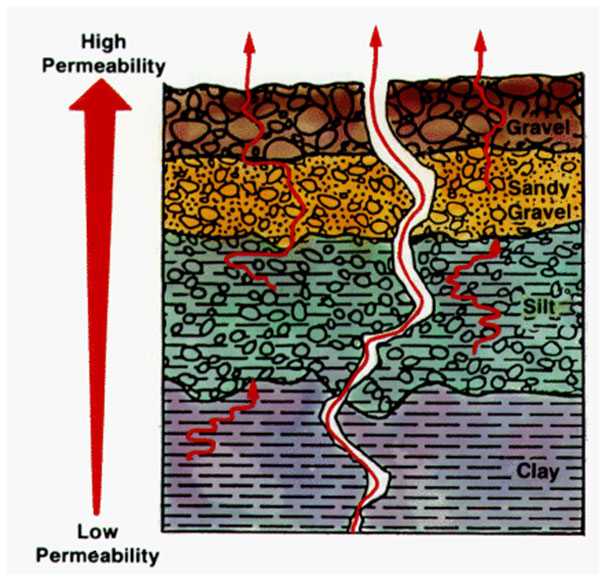 High
Permeability
Gravel
Sandy
Gravel
Silt
Clay
Low
Permeability